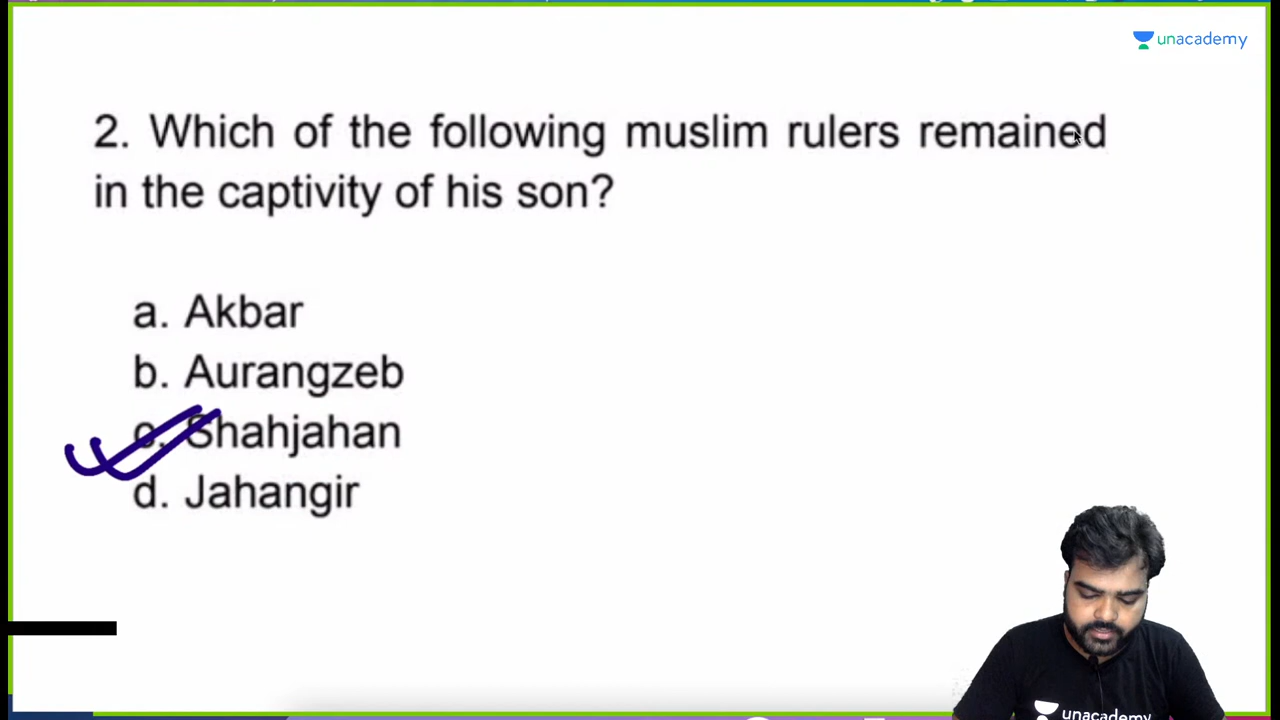 unacademy
2. Which of the following muslim rulers remained
in the captivity of his son?
a. Akbar
b. Aurangzeb
c. Shahjahan
d. Jahangir
unacademy